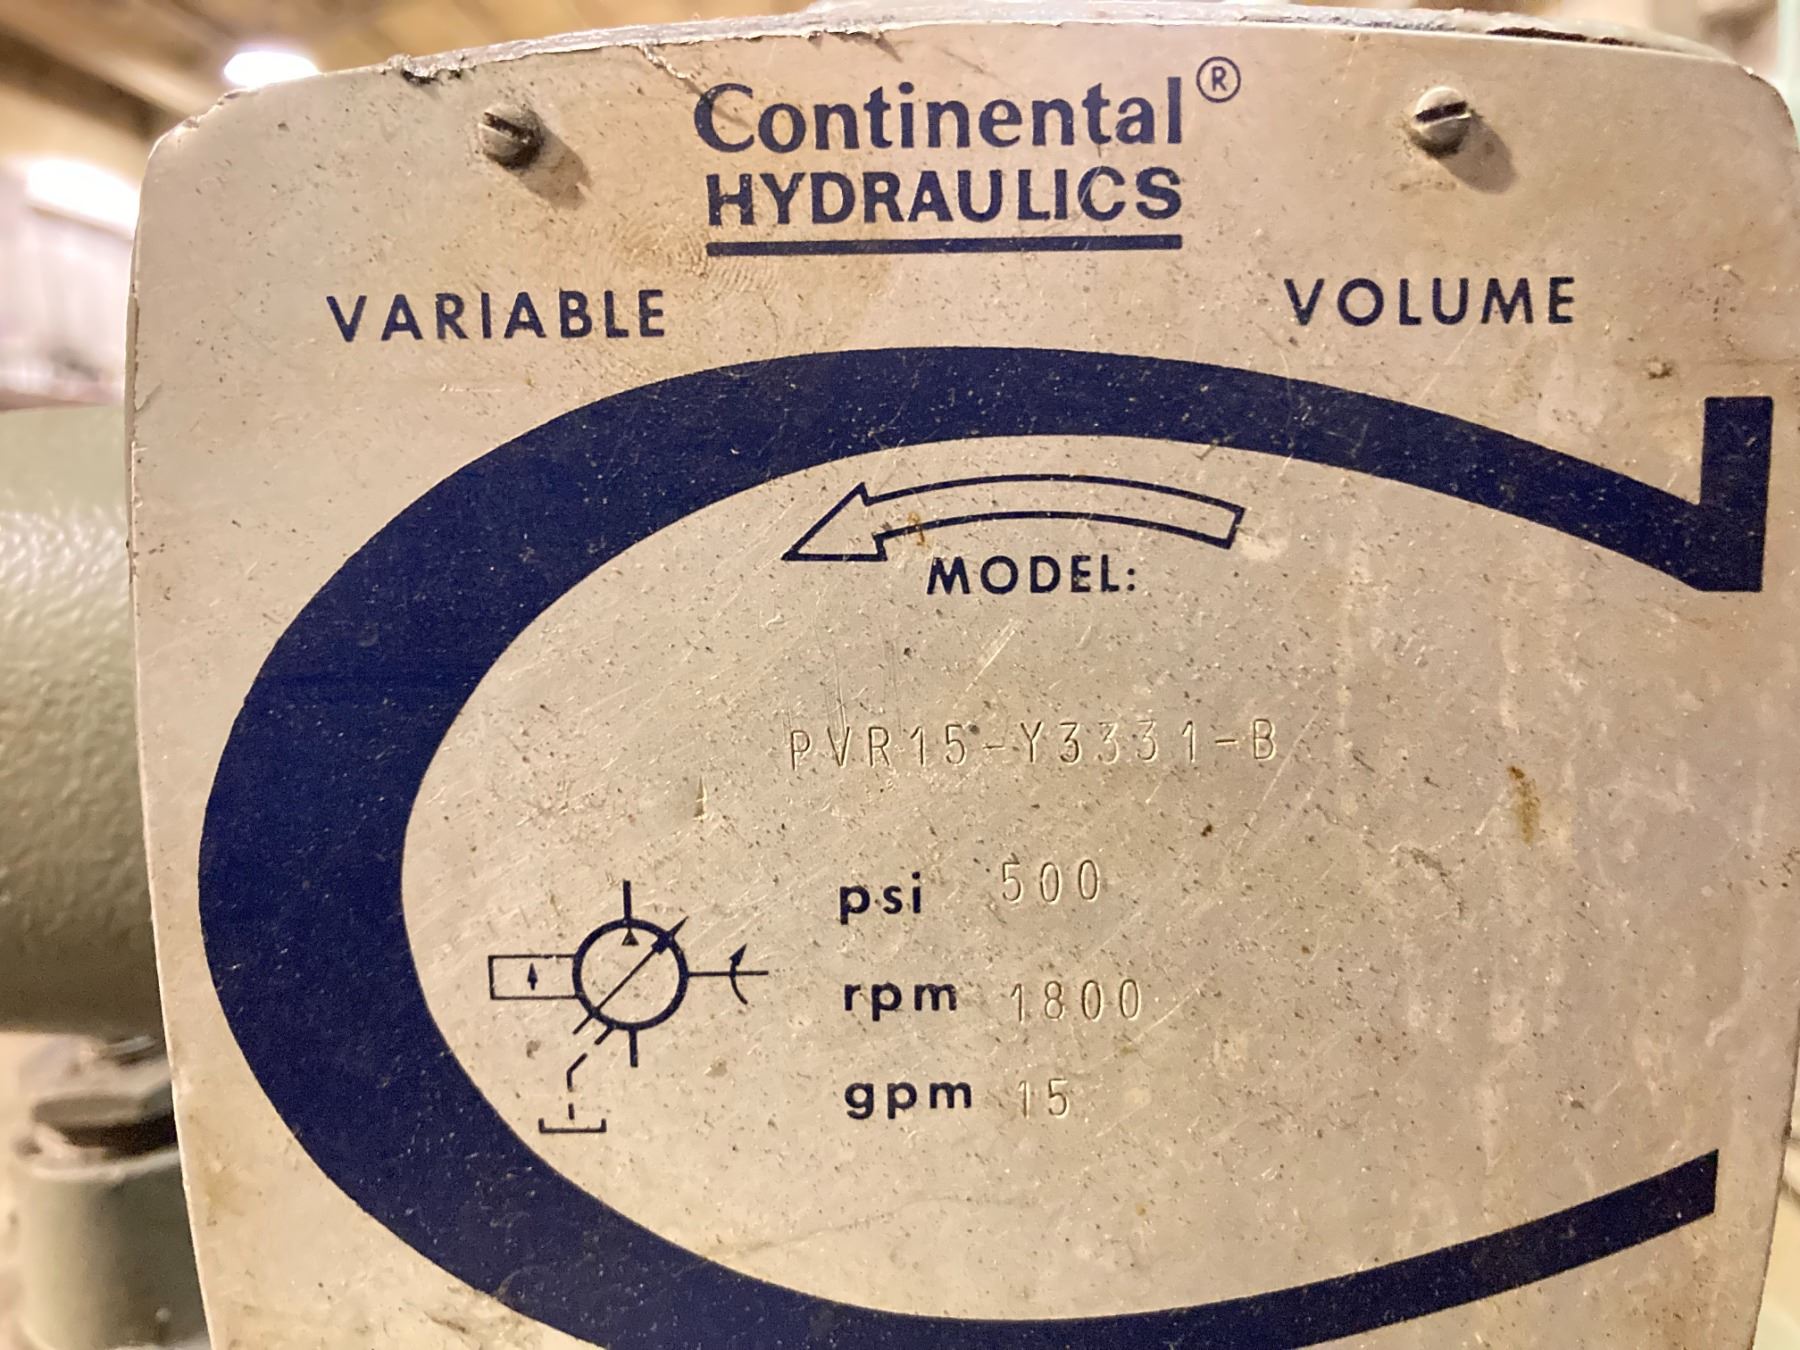 Continental®
HYDRAULICS
VARIABLE VOLUME
MODEL:
PVR15-Y3331-B
psi 500
rpm 1800
gpm 15